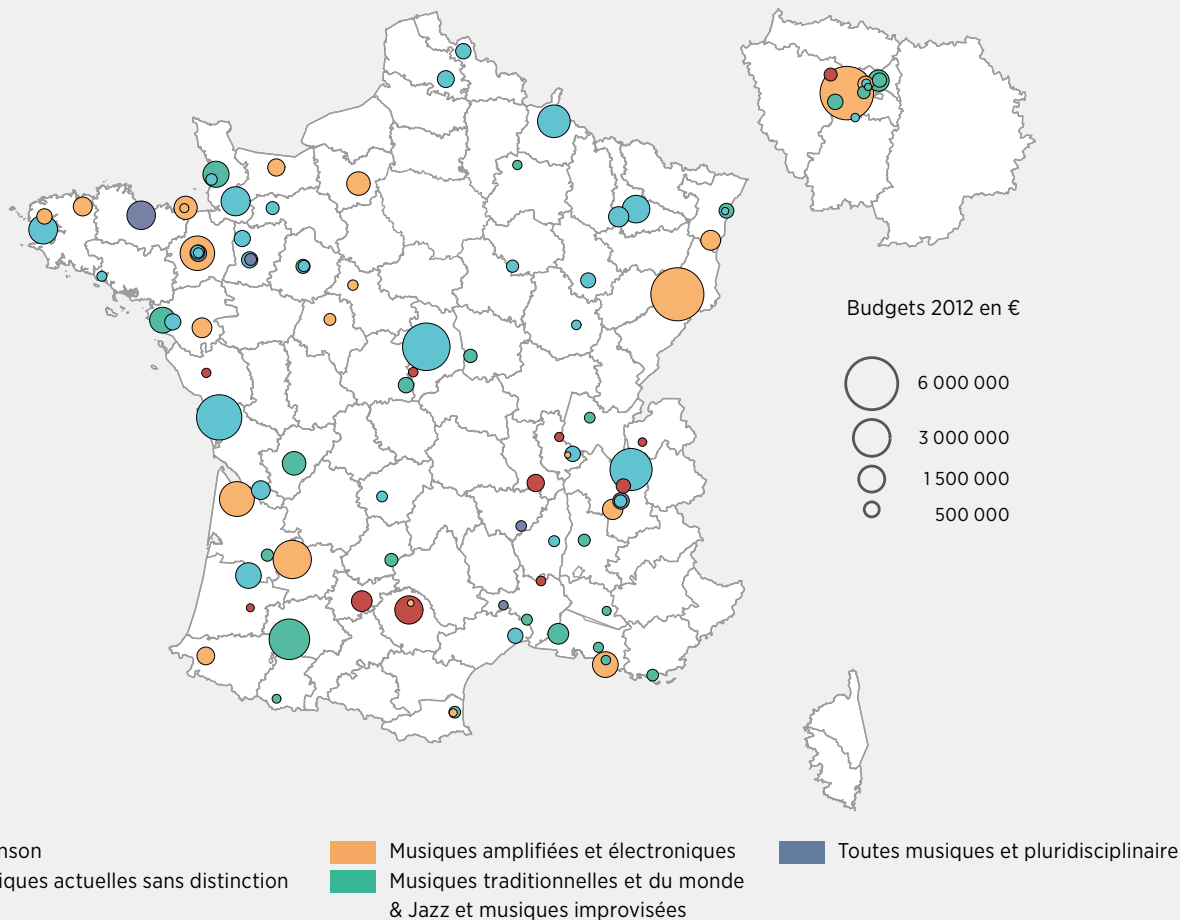 Budgets 2012 en €
6 000 000
3 000 000
1 500 000
500 000
nson
iques actuelles sans distinction
Musiques amplifiées et électroniques
Musiques traditionnelles et du monde
& Jazz et musiques improvisées
Toutes musiques et pluridisciplinaire